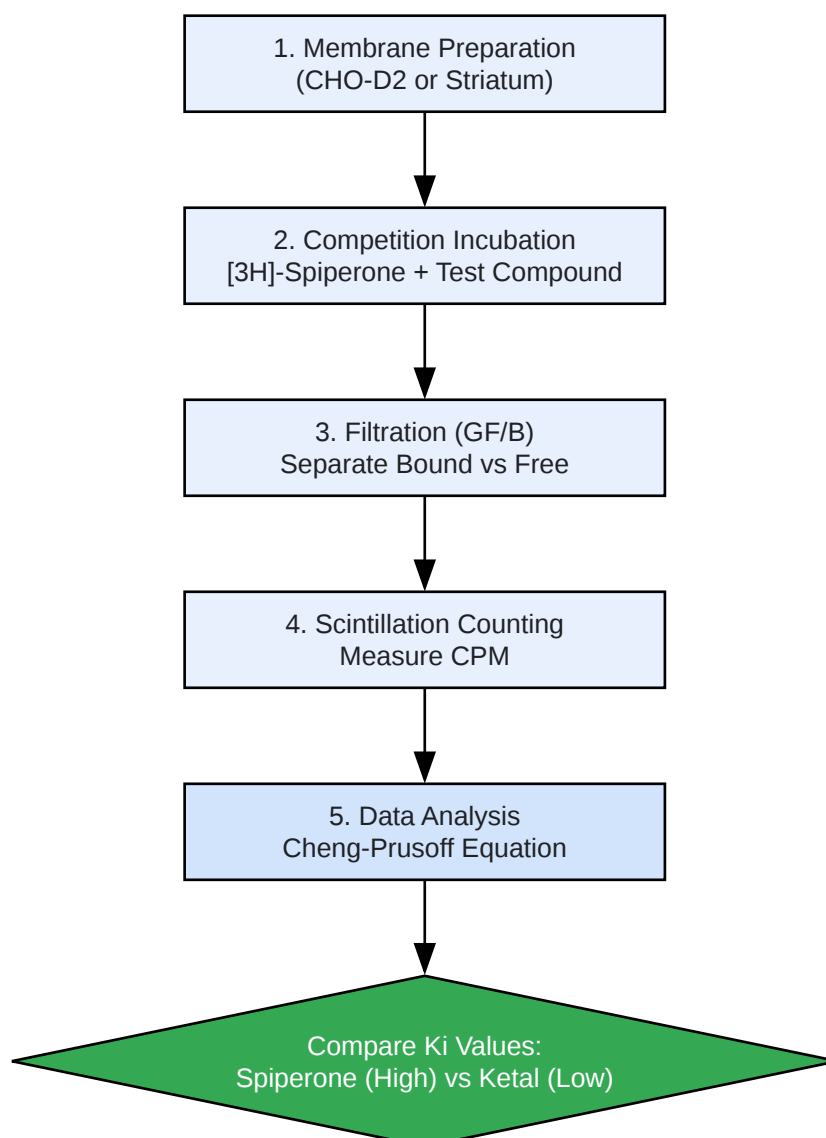 1. Membrane Preparation
(CHO-D2 or Striatum)
2. Competition Incubation
[3H]-Spiperone + Test Compound
3. Filtration (GF/B)
Separate Bound vs Free
4. Scintillation Counting
Measure CPM
5. Data Analysis
Cheng-Prusoff Equation
Compare Ki Values:
Spiperone (High) vs Ketal (Low)